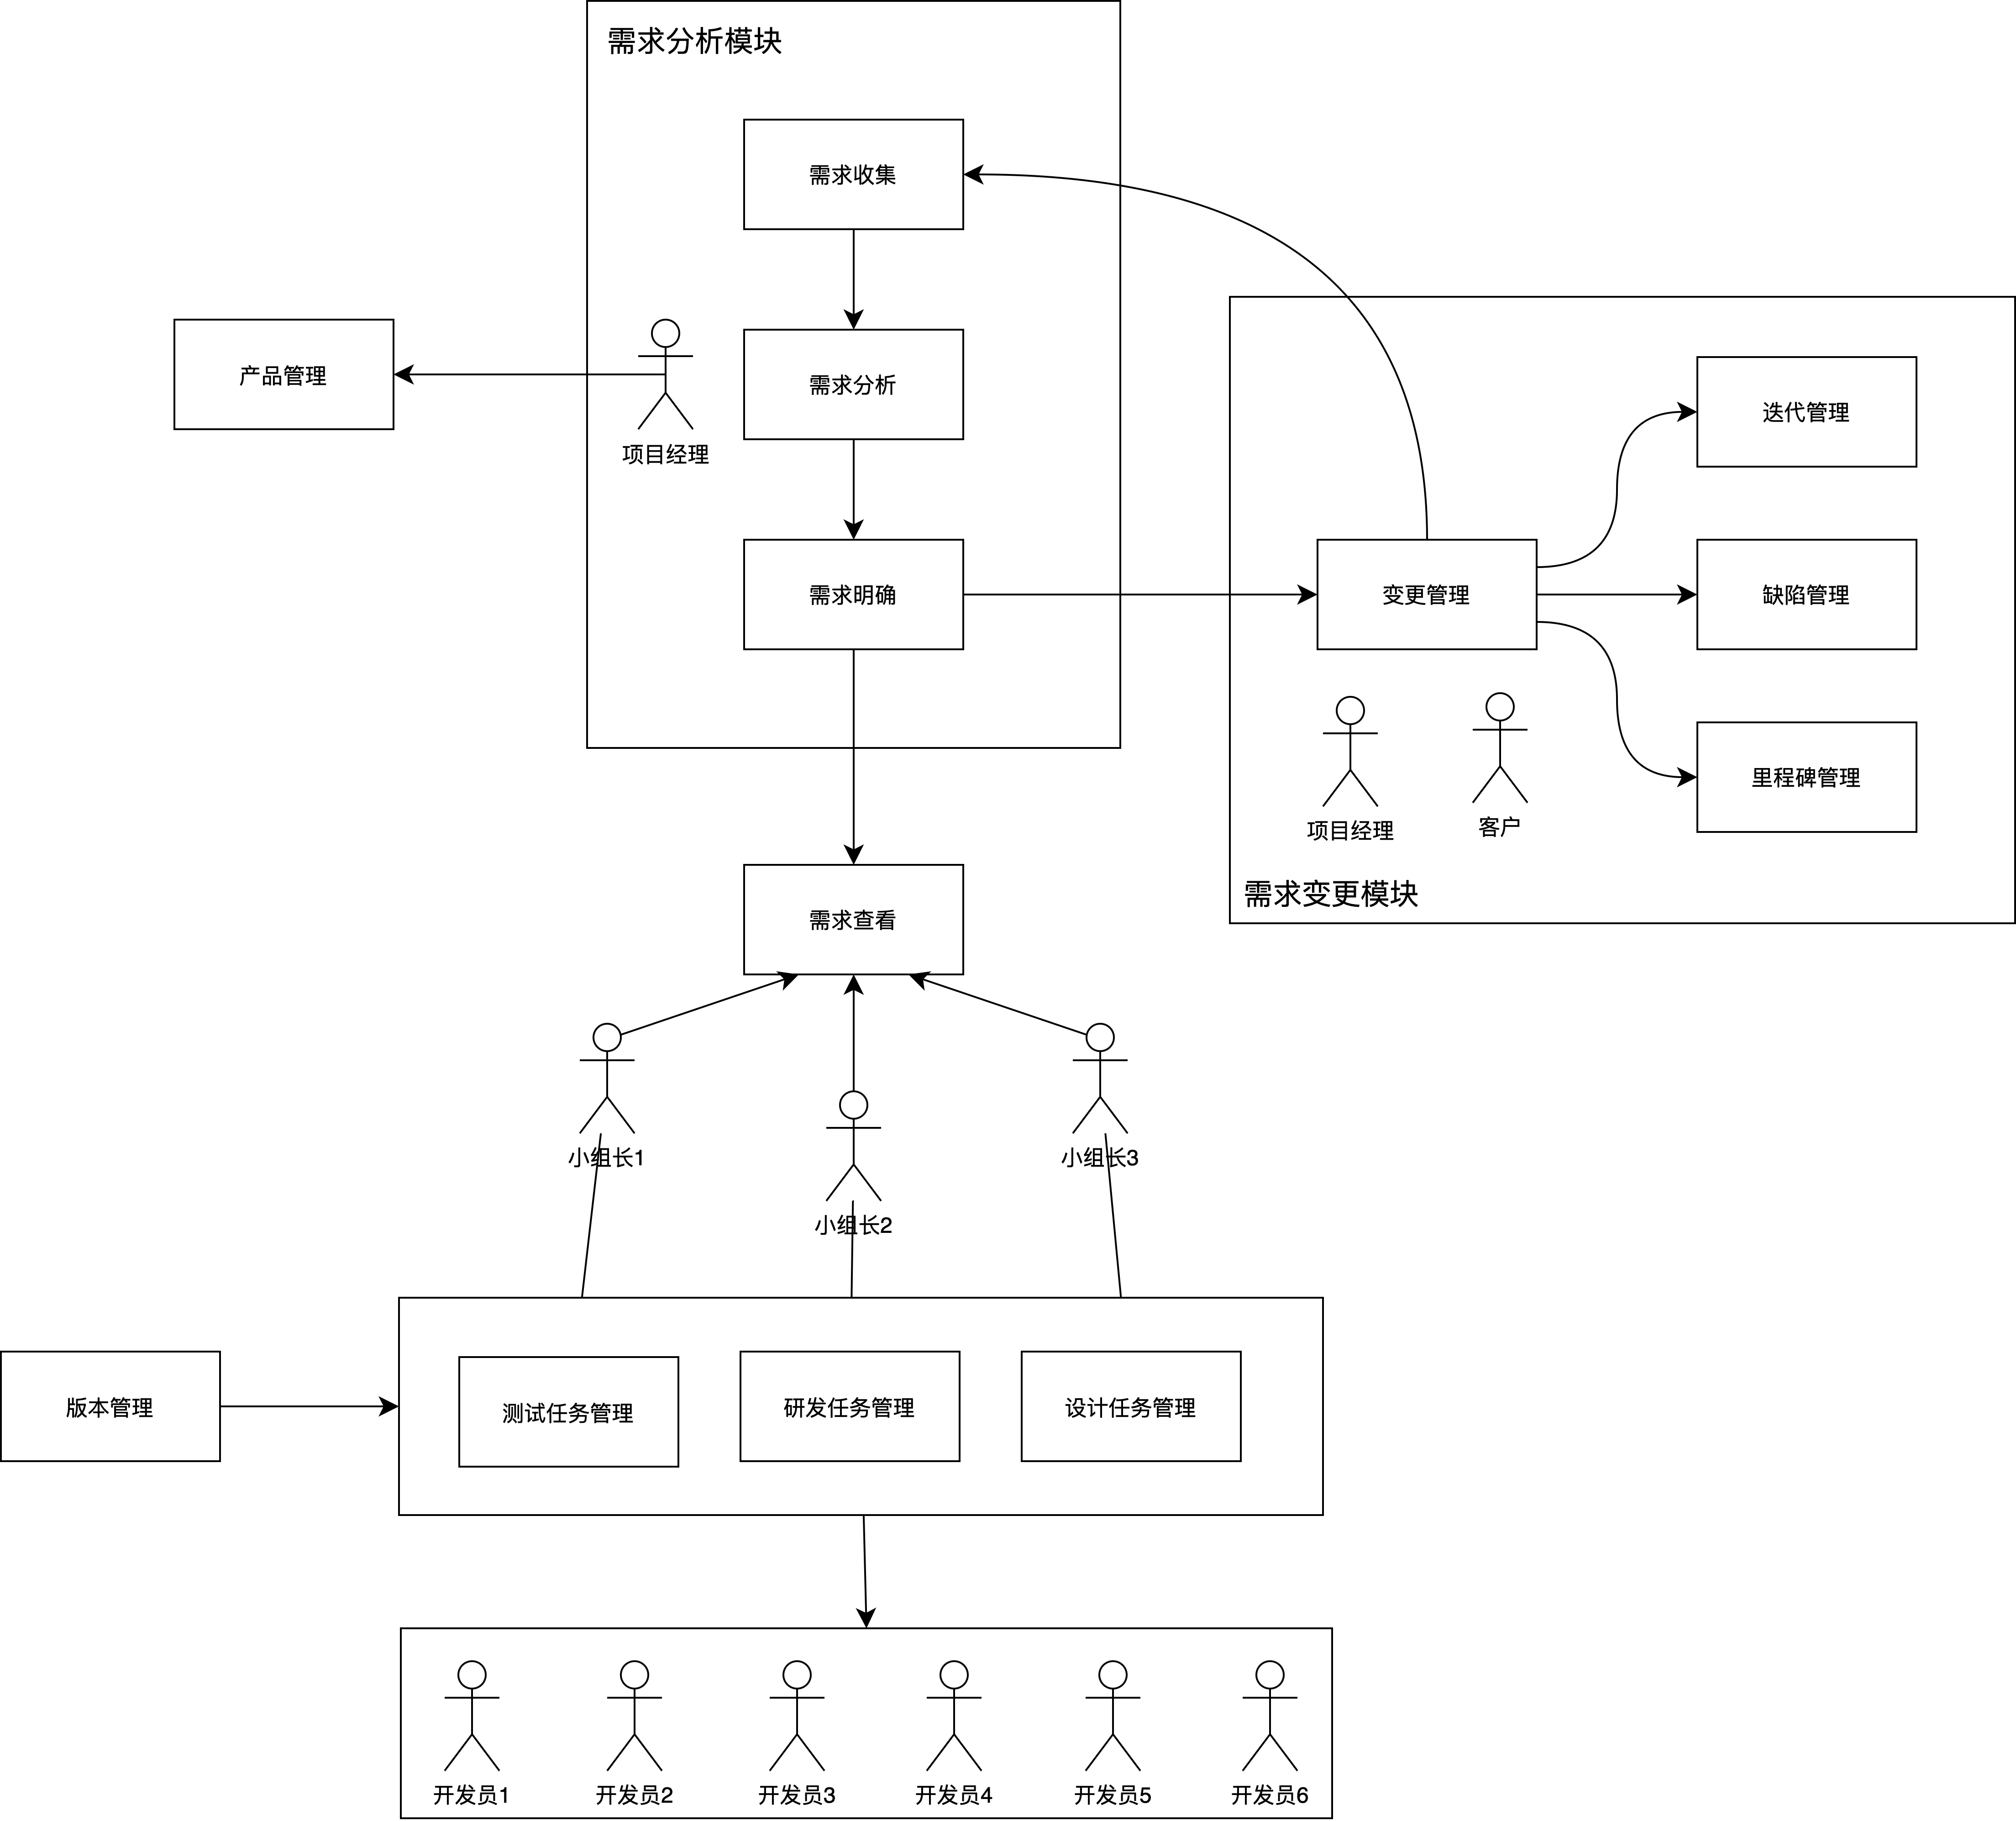 需求分析模块
需求收集
产品管理
项目经理
需求分析
迭代管理
需求明确
变更管理
缺陷管理
项目经理
客户
里程碑管理
需求变更模块
需求查看
小组长1
小组长2
小组长3
版本管理
测试任务管理
研发任务管理
设计任务管理
开发员1
开发员2
开发员3
开发员4
开发员5
开发员6